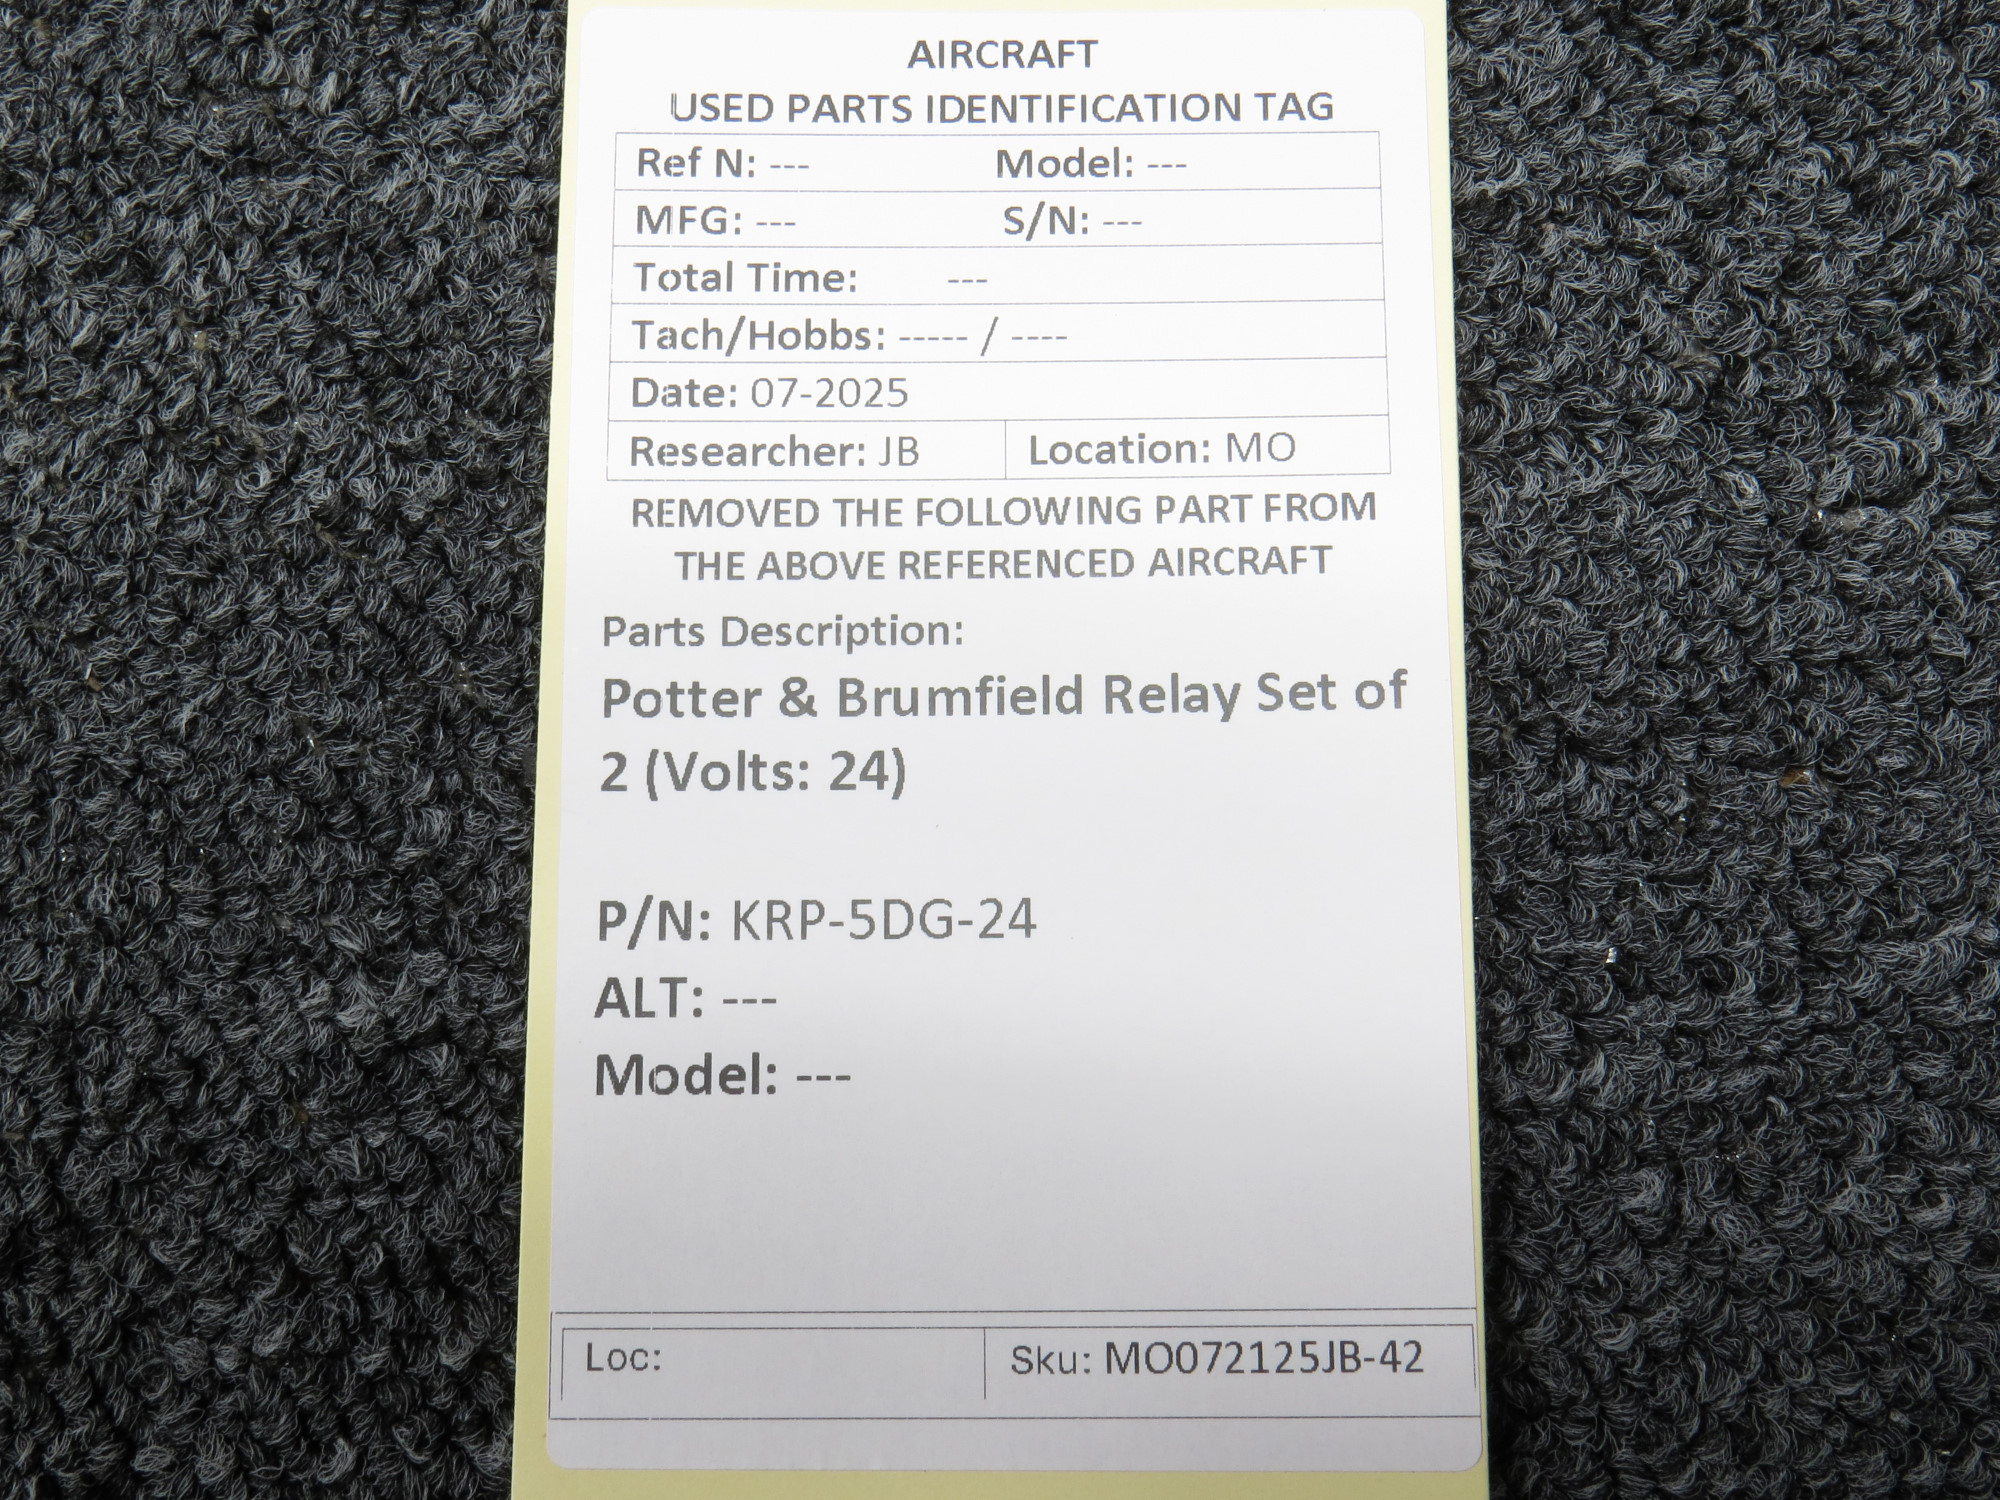 AIRCRAFT
USED PARTS IDENTIFICATION TAG
Ref N: --- Model: ---
MFG: --- S/N: ---
Total Time: ---
Tach/Hobbs: ----- / ----
Date: 07-2025
Researcher: JB Location: MO
REMOVED THE FOLLOWING PART FROM
THE ABOVE REFERENCED AIRCRAFT
Parts Description:
Potter & Brumfield Relay Set of
2 (Volts: 24)
P/N: KRP-5DG-24
ALT: ---
Model: ---
Loc: Sku: MO072125JB-42